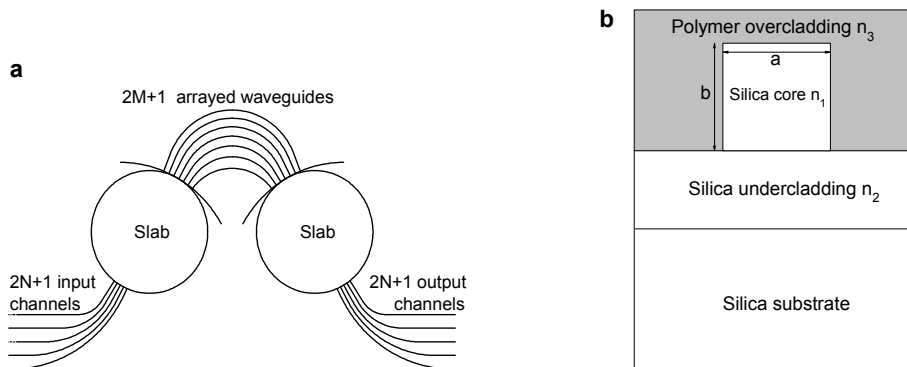 a
2M+1 arrayed waveguides
Slab
Slab
2N+1 input
channels
2N+1 output
channels
b
Polymer overcladding n₃
a
b
Silica core n₁
Silica undercladding n₂
Silica substrate